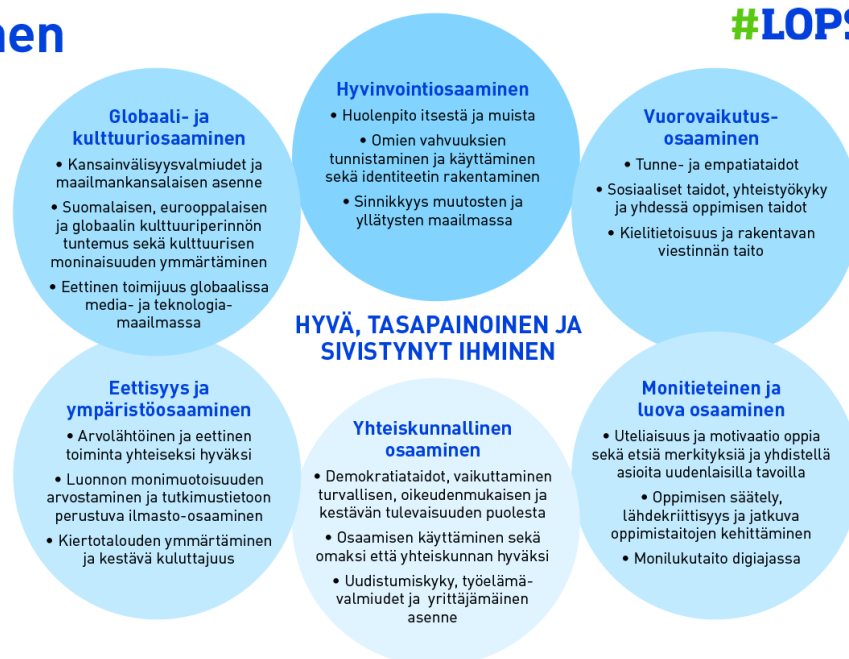 nen
#LOPS
Hyvinvointiosaaminen
• Huolenpito itsestä ja muista
• Omien vahvuuksien
tunnistaminen ja käyttäminen
sekä identiteetin rakentaminen
• Sinnikkyys muutosten ja
yllätysten maailmassa
Globaali- ja
kulttuuriosaaminen
• Kansainvälisyysvalmiudet ja
maailmankansalaisen asenne
• Suomalaisen, eurooppalaisen
ja globaalin kulttuuriperinnön
tuntemus sekä kulttuurisen
moninaisuuden ymmärtäminen
• Eettinen toimijuus globaalissa
media- ja teknologia-
maailmassa
Vuorovaikutus-
osaaminen
• Tunne- ja empatiataidot
• Sosiaaliset taidot, yhteistyökyky
ja yhdessä oppimisen taidot
• Kielitietoisuus ja rakentavan
viestinnän taito
HYVÄ, TASAPAINOINEN JA
SIVISTYNYT IHMINEN
Eettisyys ja
ympäristöosaaminen
• Arvolähtöinen ja eettinen
toiminta yhteiseksi hyväksi
• Luonnon monimuotoisuuden
arvostaminen ja tutkimustietoon
perustuva ilmasto-osaaminen
• Kiertotalouden ymmärtäminen
ja kestävä kuluttajuus
Yhteiskunnallinen
osaaminen
• Demokratiataidot, vaikuttaminen
turvallisen, oikeudenmukaisen ja
kestävän tulevaisuuden puolesta
• Osaamisen käyttäminen sekä
omaksi että yhteiskunnan hyväksi
• Uudistumiskyky, työelämä-
valmiudet ja yrittäjämäinen
asenne
Monitieteinen ja
luova osaaminen
• Uteliaisuus ja motivaatio oppia
sekä etsiä merkityksiä ja yhdistellä
asioita uudenlaisilla tavoilla
• Oppimisen säätely,
lähdekriittisyys ja jatkuva
oppimistaitojen kehittäminen
• Monilukutaito digiajassa